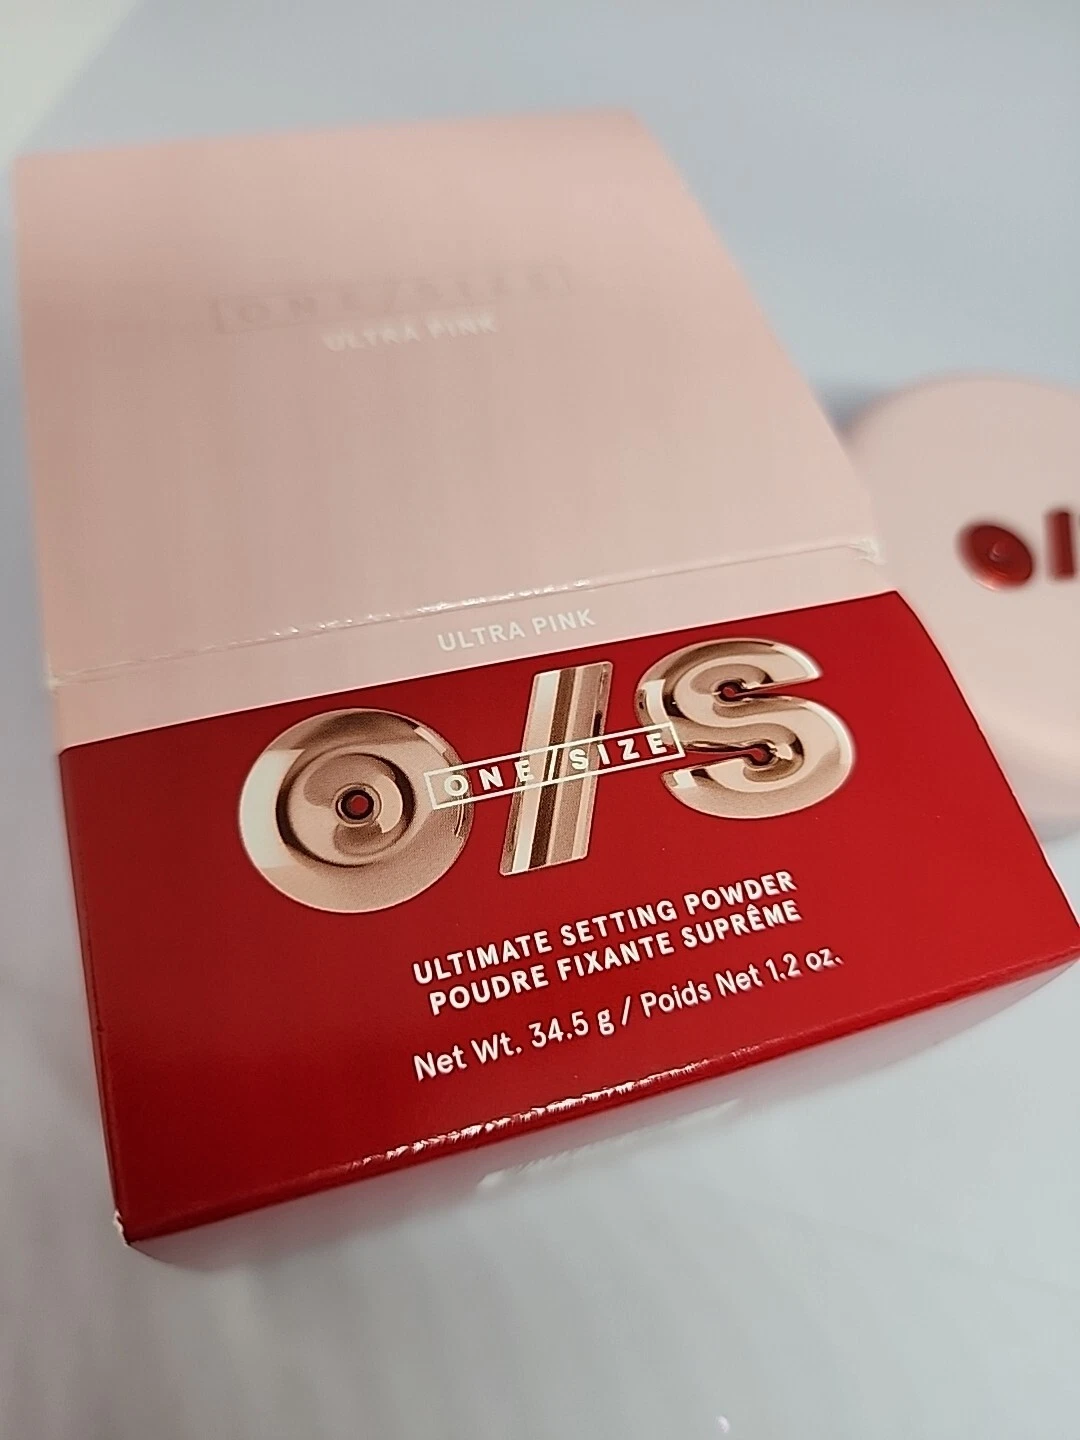 ONE/SIZE
ULTRA PINK
ULTRA PINK
O/S
ONE/SIZE
ULTIMATE SETTING POWDER
POUDRE FIXANTE SUPRÊME
Net Wt. 34.5 g / Poids Net 1.2 oz.
O/